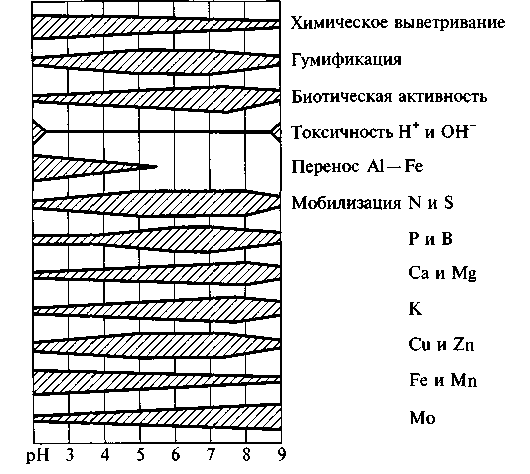 Химическое выветривание
Гумификация
Биотическая активность
Токсичность H⁺ и OH⁻
Перенос Al—Fe
Мобилизация N и S
P и B
Ca и Mg
K
Cu и Zn
Fe и Mn
Mo
pH 3 4 5 6 7 8 9